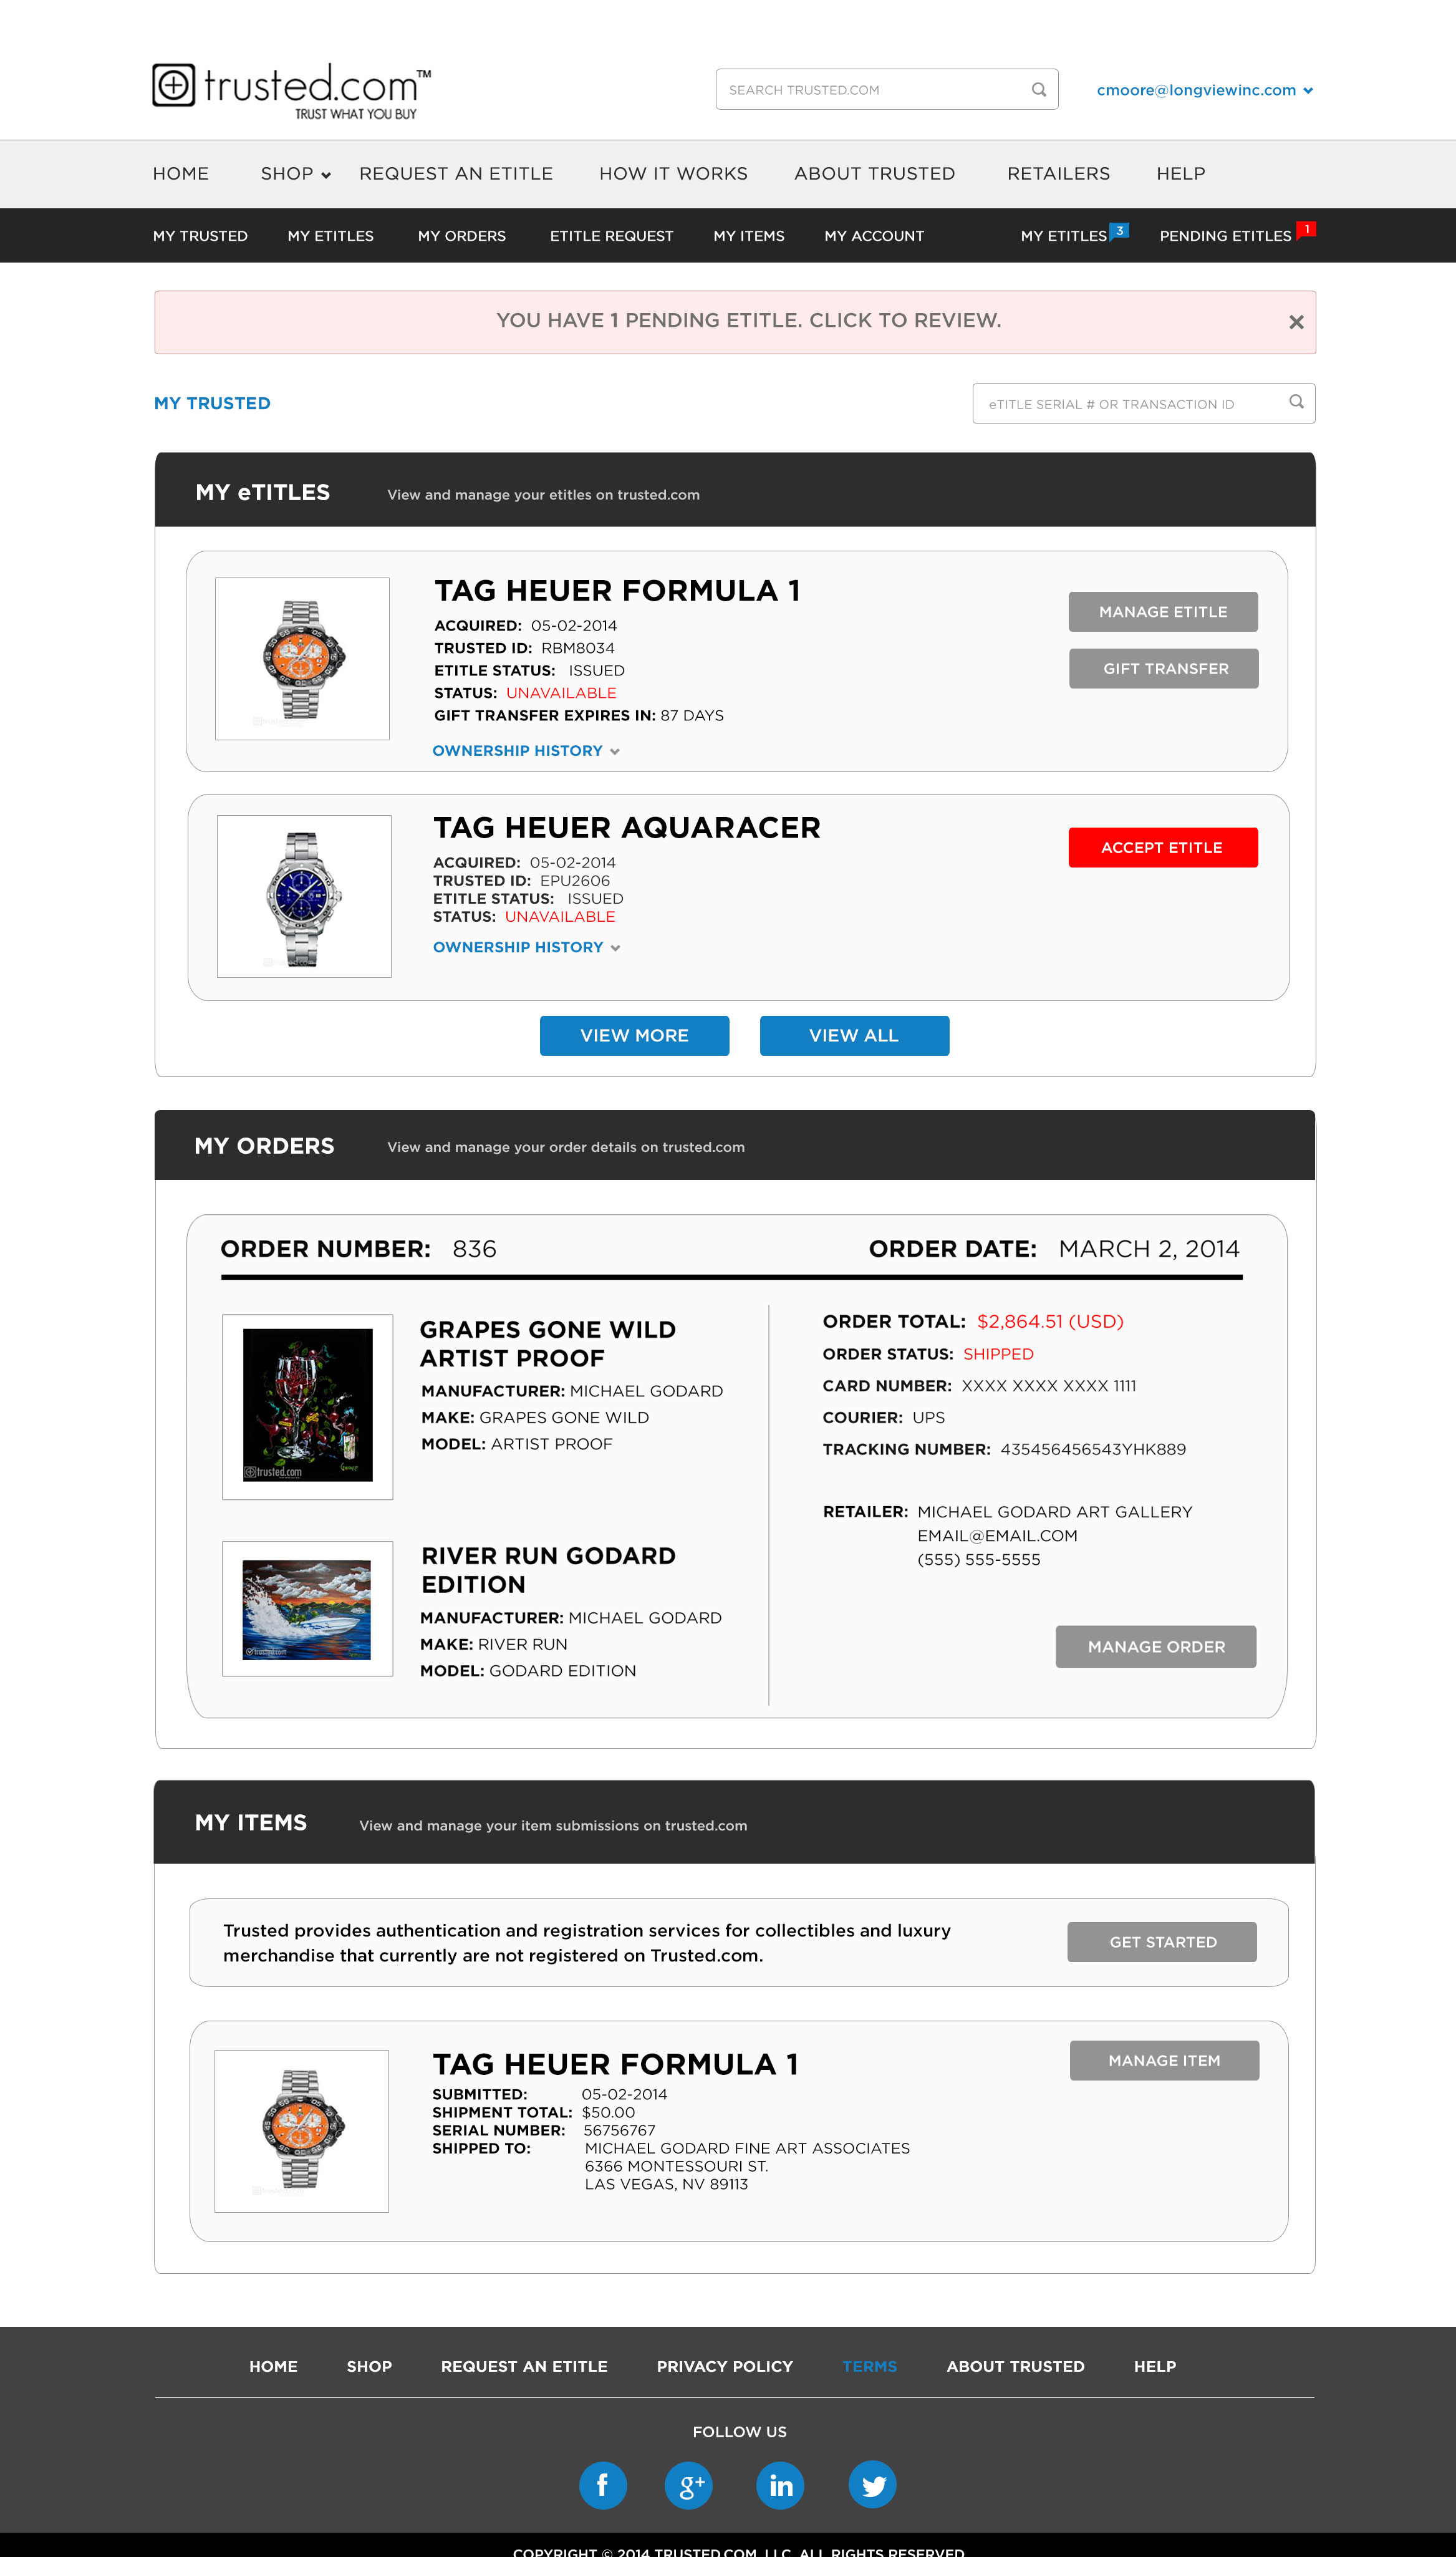 trusted.com™
TRUST WHAT YOU BUY
SEARCH TRUSTED.COM
cmoore@longviewinc.com
HOME SHOP REQUEST AN ETITLE HOW IT WORKS ABOUT TRUSTED RETAILERS HELP
MY TRUSTED MY ETITLES MY ORDERS ETITLE REQUEST MY ITEMS MY ACCOUNT MY ETITLES 3 PENDING ETITLES 1
YOU HAVE 1 PENDING ETITLE. CLICK TO REVIEW.
MY TRUSTED
eTITLE SERIAL # OR TRANSACTION ID
MY eTITLES View and manage your etitles on trusted.com
TAG HEUER FORMULA 1
ACQUIRED: 05-02-2014
TRUSTED ID: RBM8034
ETITLE STATUS: ISSUED
STATUS: UNAVAILABLE
GIFT TRANSFER EXPIRES IN: 87 DAYS
OWNERSHIP HISTORY
MANAGE ETITLE
GIFT TRANSFER
TAG HEUER AQUARACER
ACQUIRED: 05-02-2014
TRUSTED ID: EPU2606
ETITLE STATUS: ISSUED
STATUS: UNAVAILABLE
OWNERSHIP HISTORY
ACCEPT ETITLE
VIEW MORE VIEW ALL
MY ORDERS View and manage your order details on trusted.com
ORDER NUMBER: 836 ORDER DATE: MARCH 2, 2014
trusted.com
GRAPES GONE WILD
ARTIST PROOF
MANUFACTURER: MICHAEL GODARD
MAKE: GRAPES GONE WILD
MODEL: ARTIST PROOF
trusted.com
RIVER RUN GODARD
EDITION
MANUFACTURER: MICHAEL GODARD
MAKE: RIVER RUN
MODEL: GODARD EDITION
ORDER TOTAL: $2,864.51 (USD)
ORDER STATUS: SHIPPED
CARD NUMBER: XXXX XXXX XXXX 1111
COURIER: UPS
TRACKING NUMBER: 435456456543YHK889
RETAILER: MICHAEL GODARD ART GALLERY
EMAIL@EMAIL.COM
(555) 555-5555
MANAGE ORDER
MY ITEMS View and manage your item submissions on trusted.com
Trusted provides authentication and registration services for collectibles and luxury
merchandise that currently are not registered on Trusted.com.
GET STARTED
TAG HEUER FORMULA 1
SUBMITTED: 05-02-2014
SHIPMENT TOTAL: $50.00
SERIAL NUMBER: 56756767
SHIPPED TO: MICHAEL GODARD FINE ART ASSOCIATES
6366 MONTESSOURI ST.
LAS VEGAS, NV 89113
MANAGE ITEM
HOME SHOP REQUEST AN ETITLE PRIVACY POLICY TERMS ABOUT TRUSTED HELP
FOLLOW US
f g+ in
COPYRIGHT © 2014 TRUSTED.COM, LLC. ALL RIGHTS RESERVED